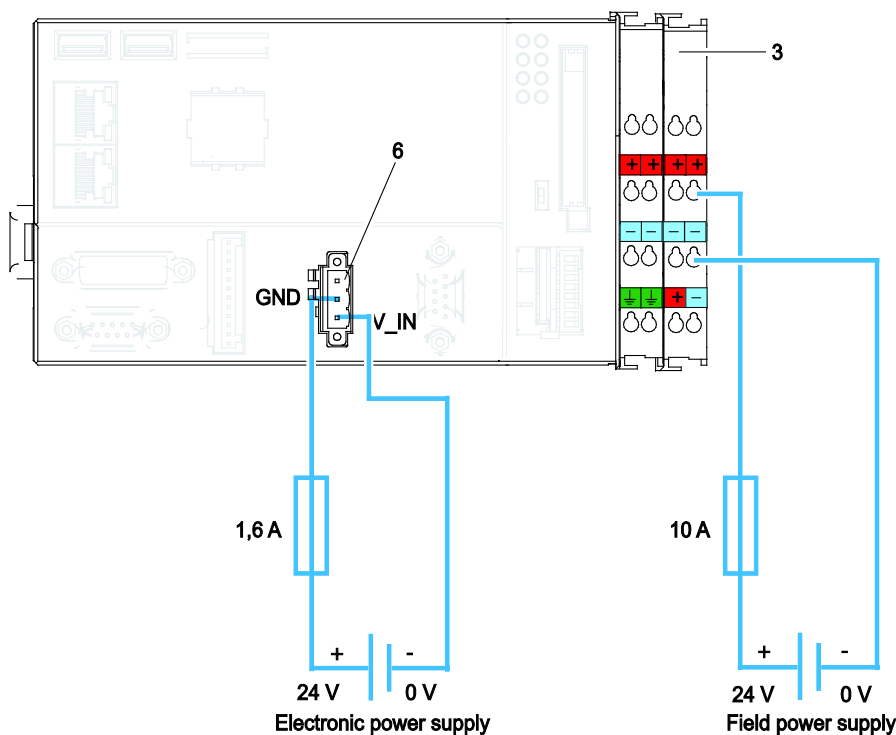 3
6
+ + + +
− − − −
GND
+ −
V_IN
1,6 A
10 A
+ -
+ -
24 V 0 V
24 V 0 V
Electronic power supply
Field power supply